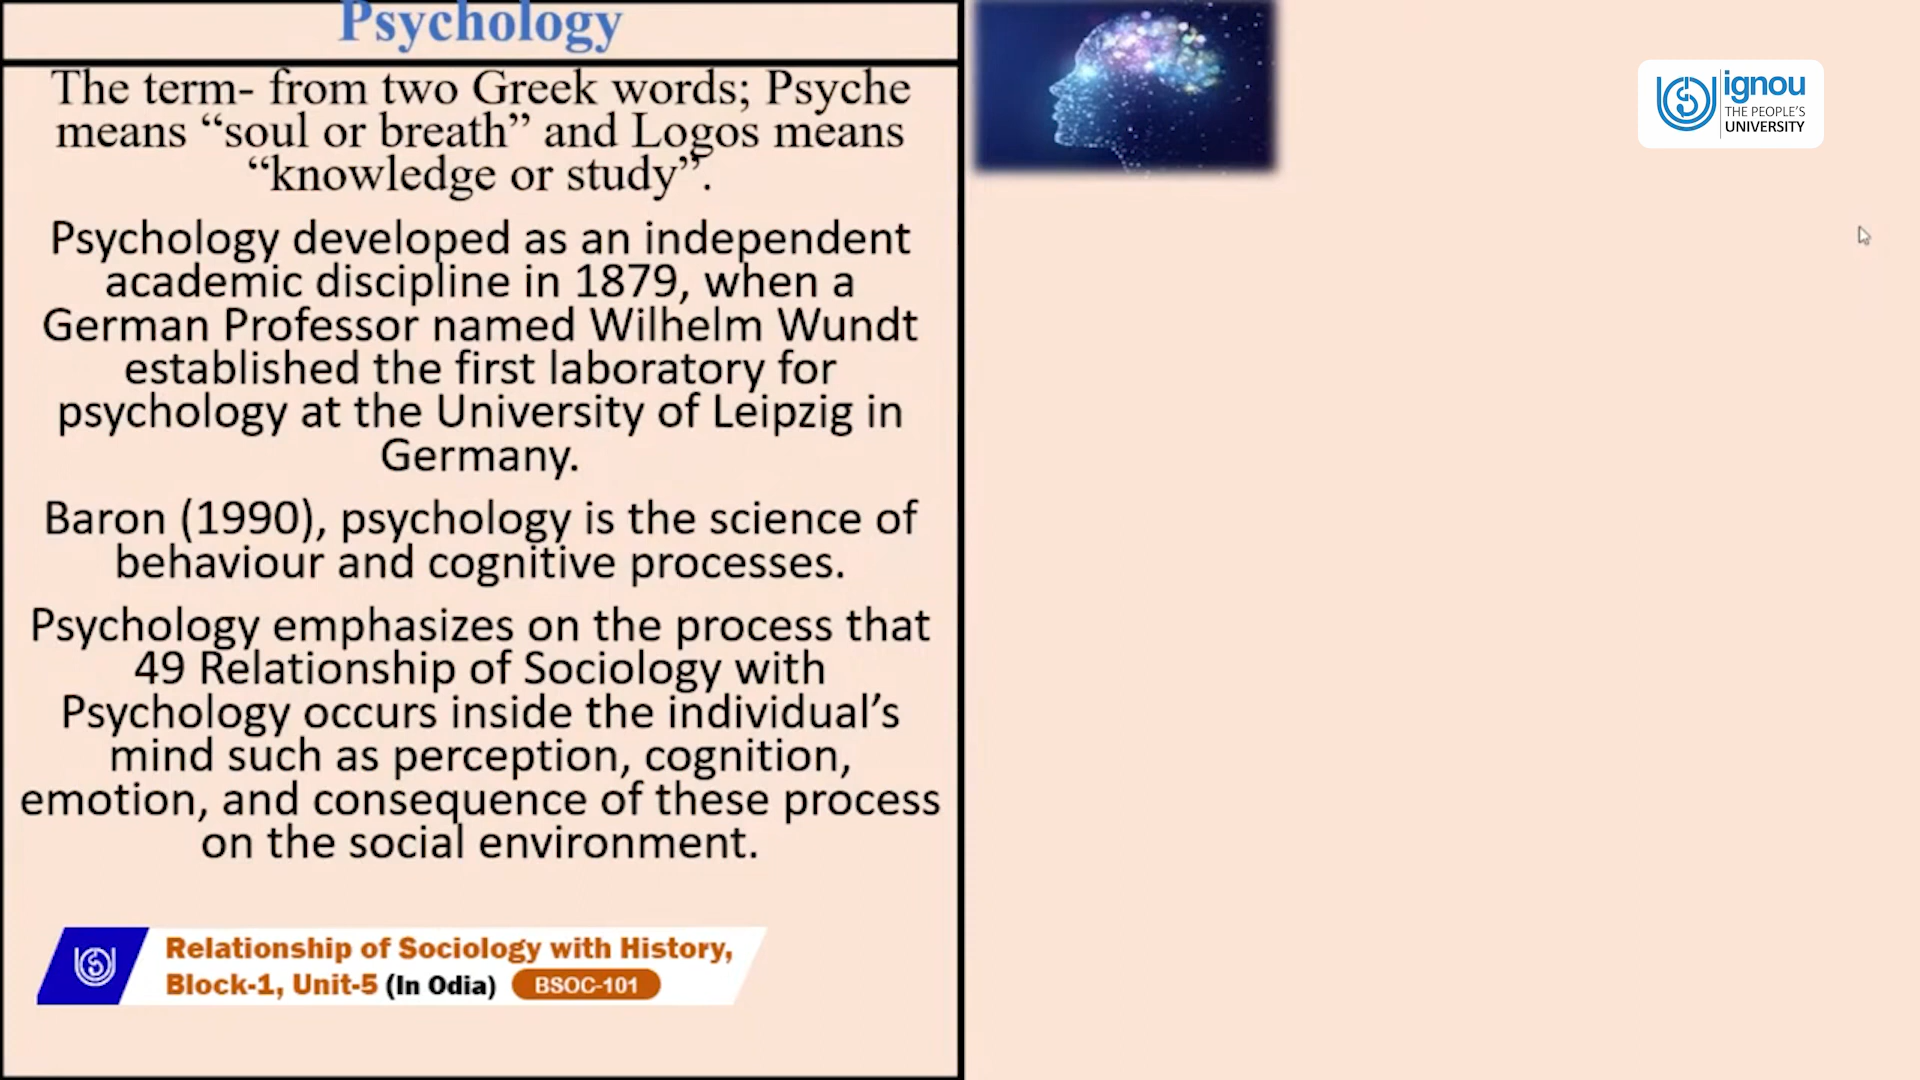 Psychology
The term- from two Greek words; Psyche
means “soul or breath” and Logos means
“knowledge or study”.
Psychology developed as an independent
academic discipline in 1879, when a
German Professor named Wilhelm Wundt
established the first laboratory for
psychology at the University of Leipzig in
Germany.
Baron (1990), psychology is the science of
behaviour and cognitive processes.
Psychology emphasizes on the process that
49 Relationship of Sociology with
Psychology occurs inside the individual’s
mind such as perception, cognition,
emotion, and consequence of these process
on the social environment.
Relationship of Sociology with History,
Block-1, Unit-5 (In Odia) BSOC-101
ignou
THE PEOPLE'S
UNIVERSITY